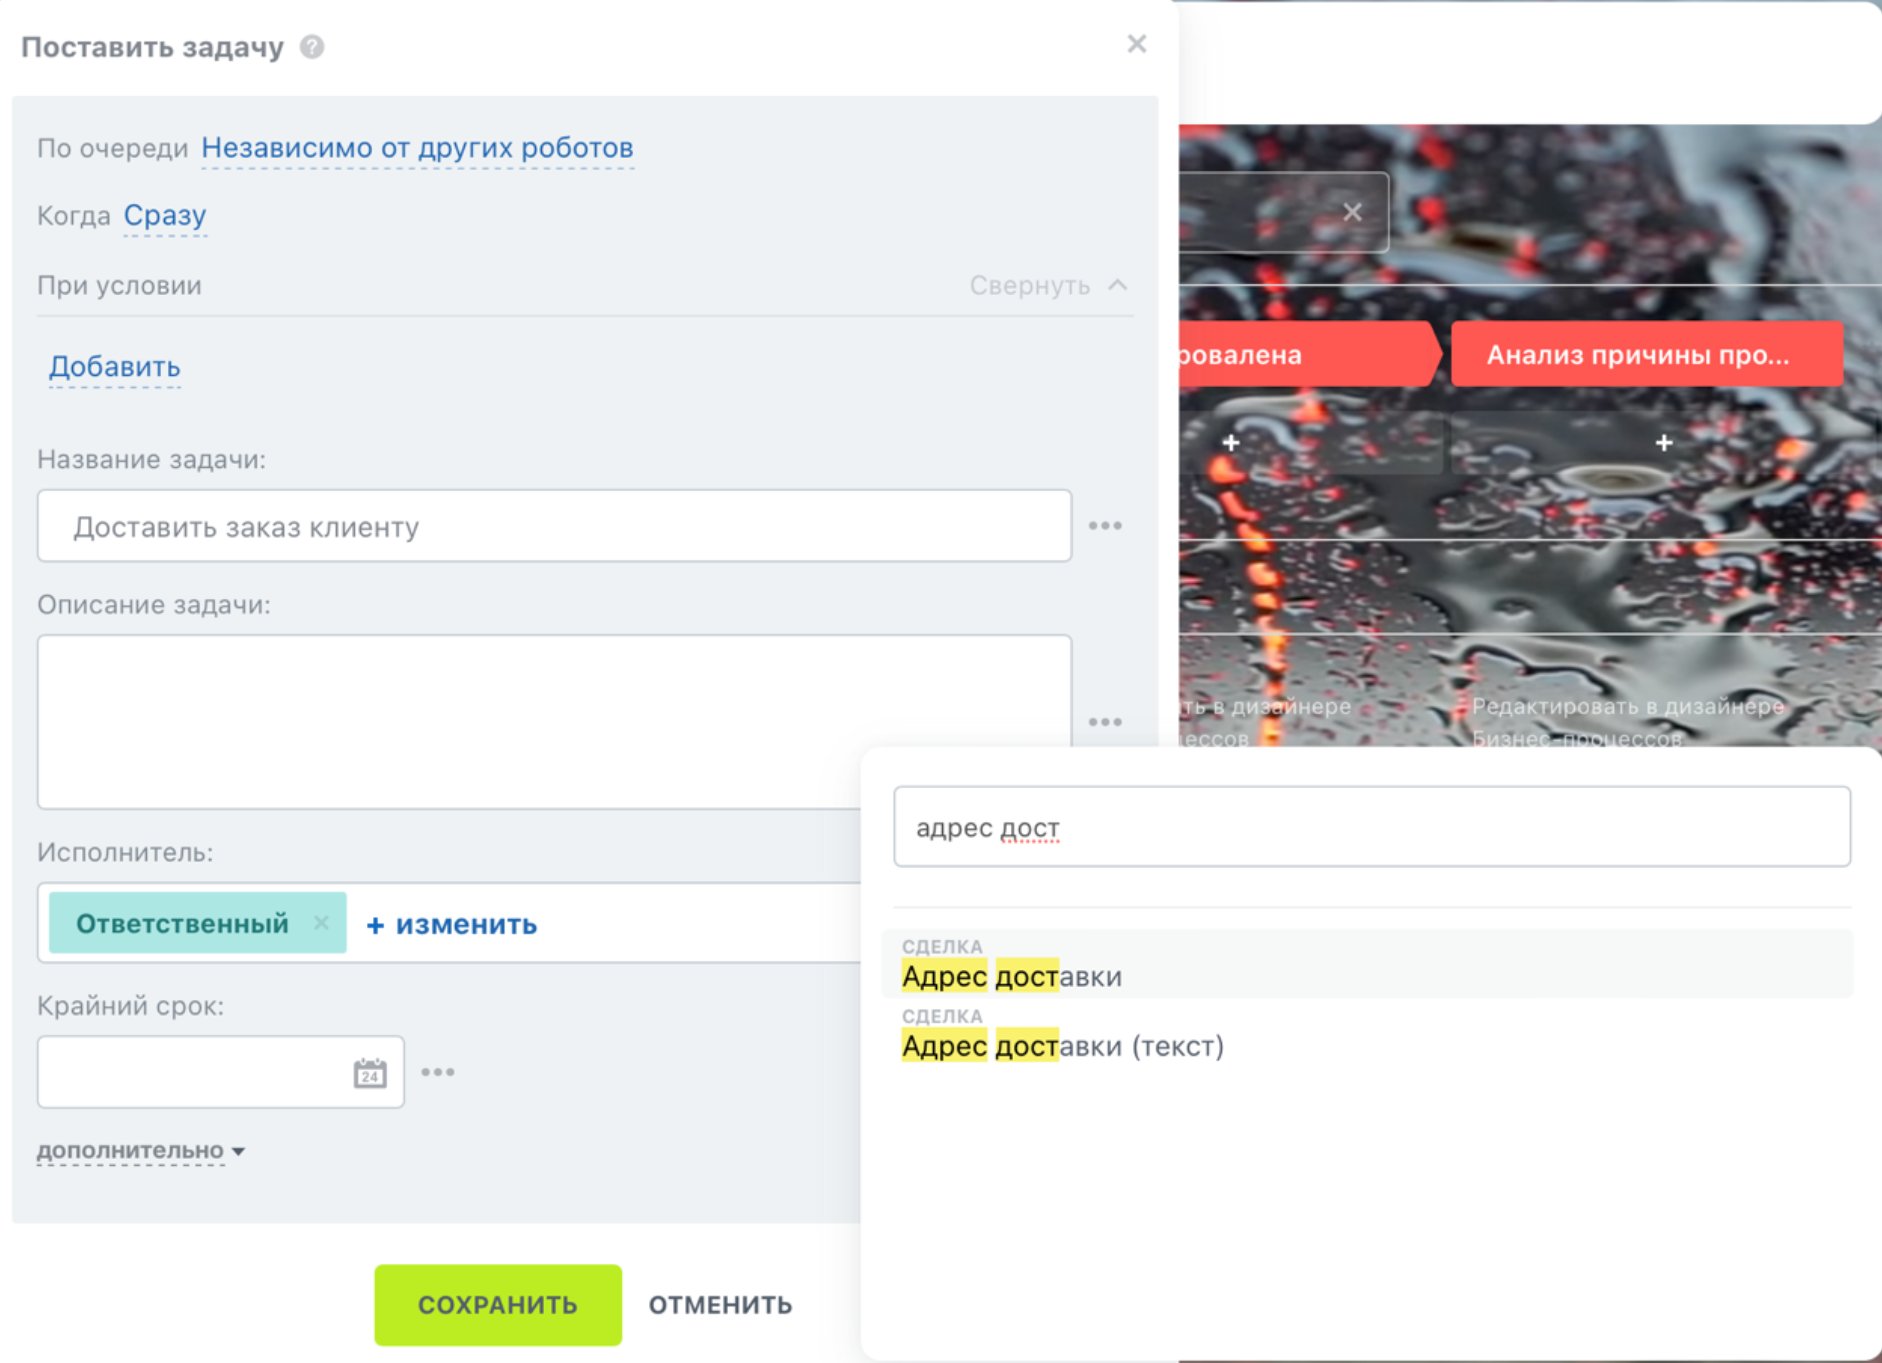 Поставить задачу ?
По очереди Независимо от других роботов
Когда Сразу
При условии
Свернуть
Добавить
Название задачи:
Доставить заказ клиенту
Описание задачи:
Исполнитель:
Ответственный × + изменить
Крайний срок:
24
дополнительно
СОХРАНИТЬ ОТМЕНИТЬ
ровалена
Анализ причины про...
+ +
ть в дизайнере
ессов
Редактировать в дизайнере
Бизнес-процессов
адрес дост
СДЕЛКА
Адрес доставки
СДЕЛКА
Адрес доставки (текст)